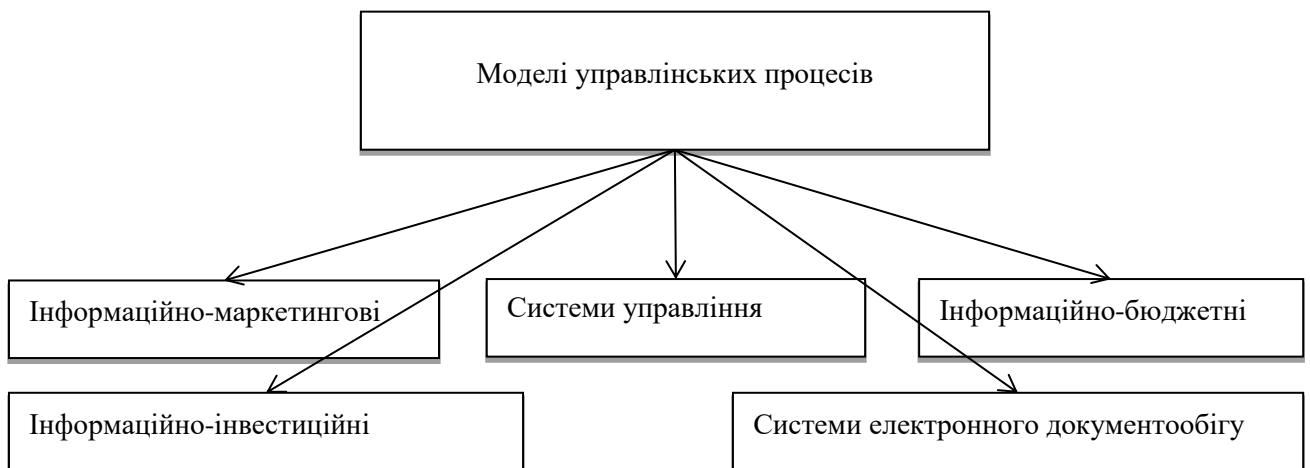 Моделі управлінських процесів
Інформаційно-маркетингові
Системи управління
Інформаційно-бюджетні
Інформаційно-інвестиційні
Системи електронного документообігу